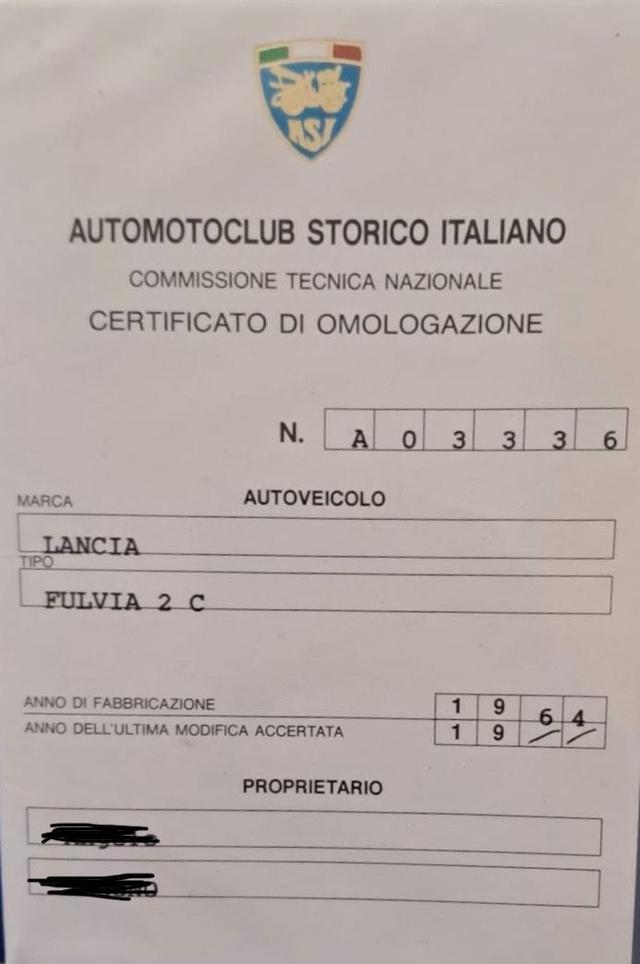 ASI
AUTOMOTOCLUB STORICO ITALIANO
COMMISSIONE TECNICA NAZIONALE
CERTIFICATO DI OMOLOGAZIONE
N. A 0 3 3 3 6
MARCA AUTOVEICOLO
LANCIA
TIPO
FULVIA 2 C
ANNO DI FABBRICAZIONE 1 9 6 4
ANNO DELL'ULTIMA MODIFICA ACCERTATA 1 9 / /
PROPRIETARIO